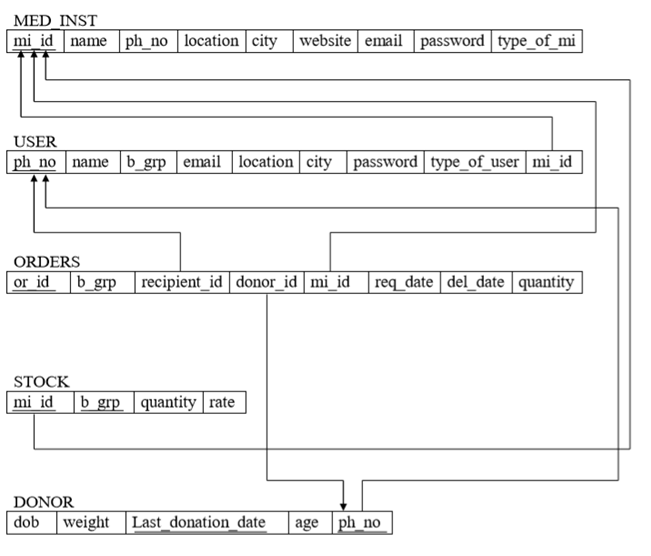 MED_INST
mi_id name ph_no location city website email password type_of_mi
USER
ph_no name b_grp email location city password type_of_user mi_id
ORDERS
or_id b_grp recipient_id donor_id mi_id req_date del_date quantity
STOCK
mi_id b_grp quantity rate
DONOR
dob weight Last_donation_date age ph_no